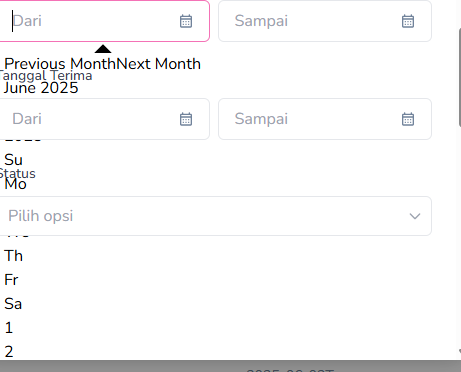 Dari
Sampai
Previous MonthNext Month
Tanggal Terima
June 2025
Dari
Sampai
Su
Status
Mo
Pilih opsi
Th
Fr
Sa
1
2